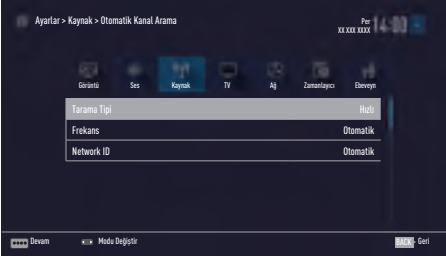 Ayarlar > Kaynak > Otomatik Kanal Arama
Per
XX XXX XXXX
14:00
Görüntü Ses Kaynak TV Ağ Zamanlayıcı Ebeveyn
Tarama Tipi Hızlı
Frekans Otomatik
Network ID Otomatik
Devam Modu Değiştir BACK - Geri